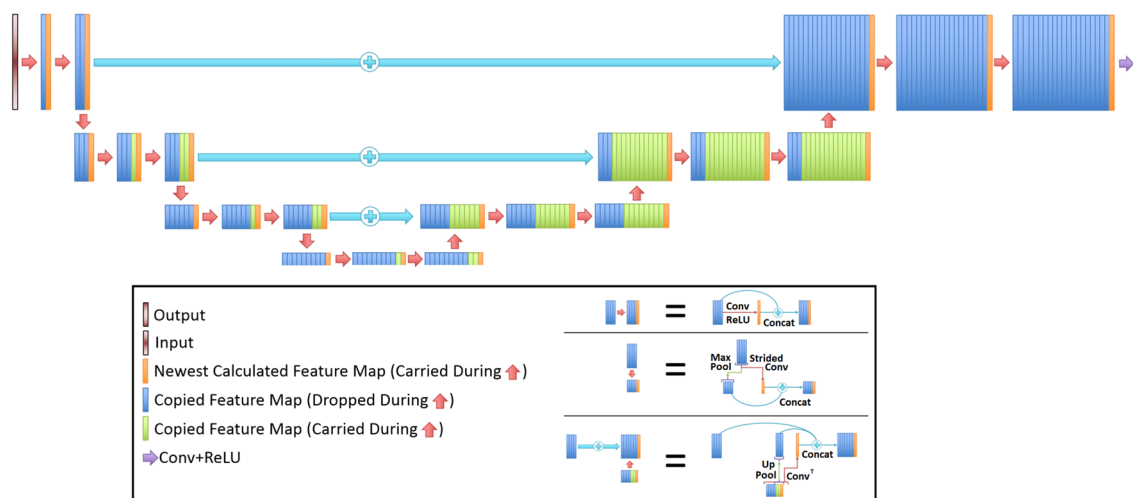 Output
Input
Newest Calculated Feature Map (Carried During )
Copied Feature Map (Dropped During )
Copied Feature Map (Carried During )
Conv+ReLU
=
Conv
ReLU
Concat
=
Max
Pool
Strided
Conv
Concat
=
Up
Pool
Conv^T
Concat